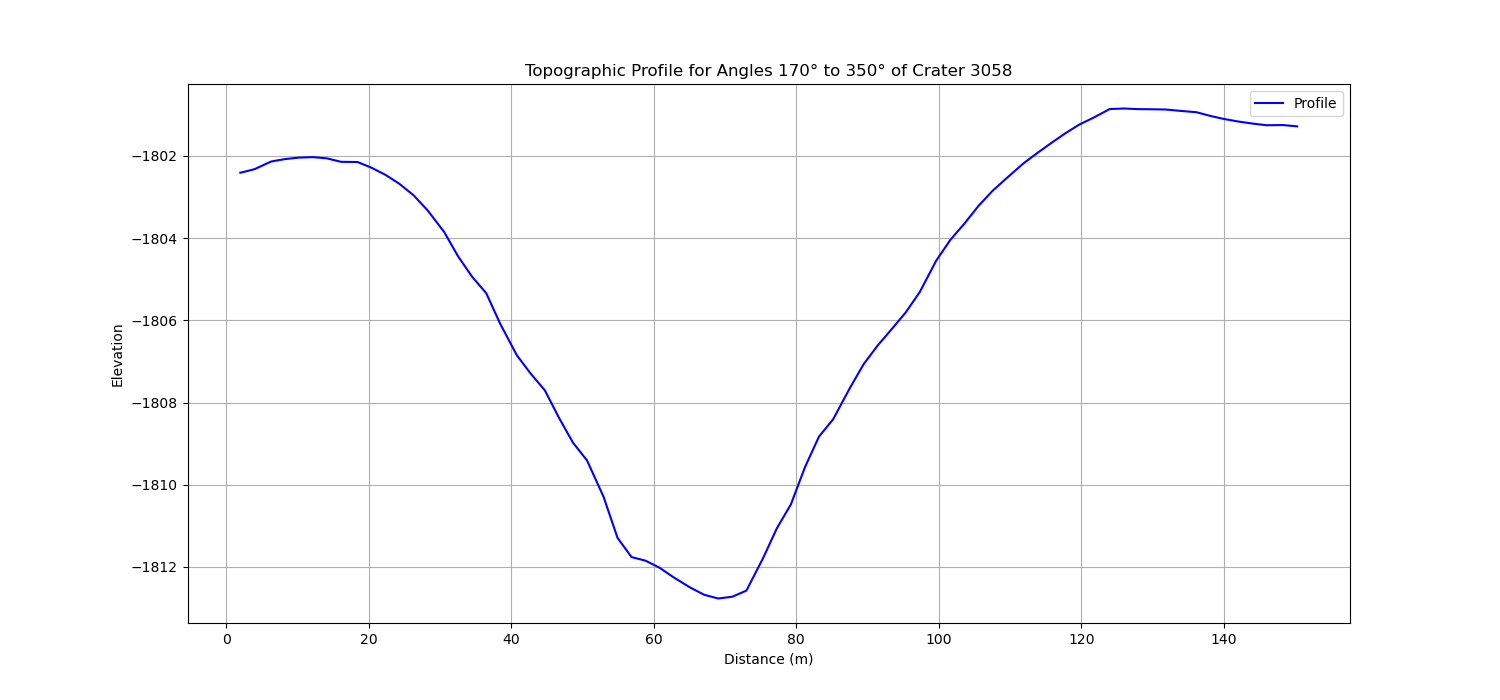 Topographic Profile for Angles 170° to 350° of Crater 3058
Profile
−1802
−1804
−1806
−1808
−1810
−1812
Elevation
0 20 40 60 80 100 120 140
Distance (m)